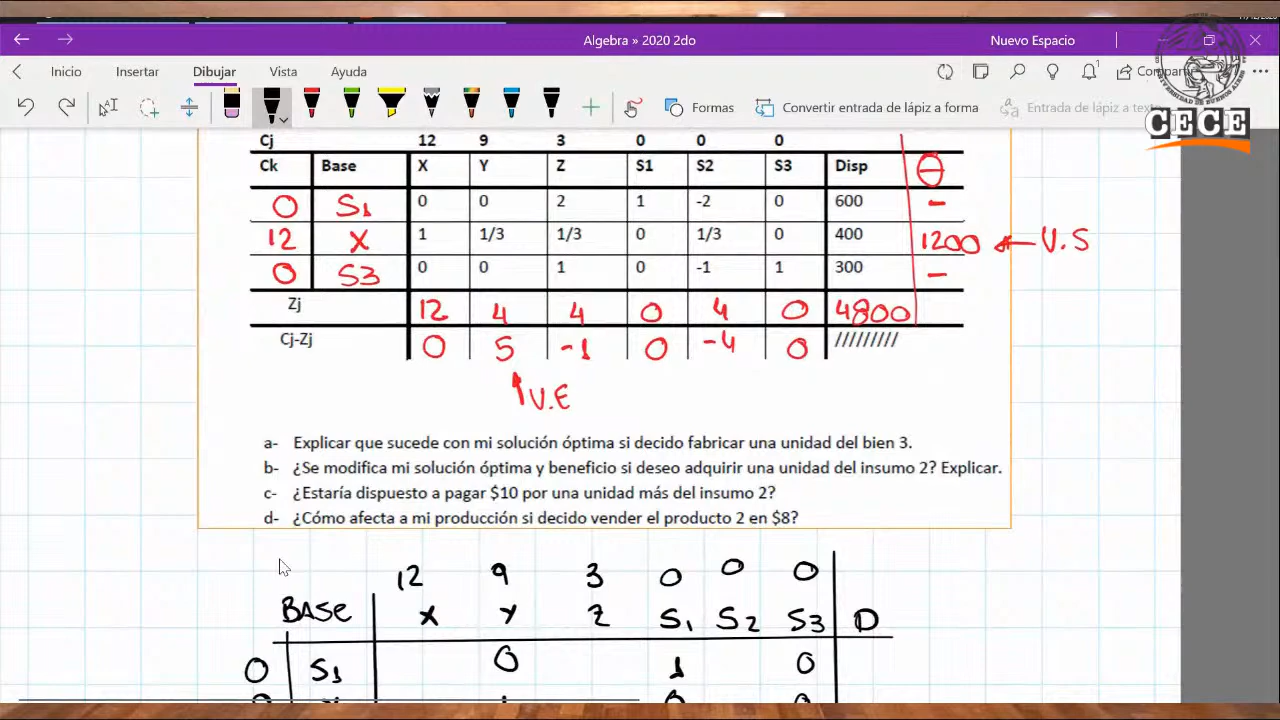 Algebra » 2020 2do
Nuevo Espacio
Inicio Insertar Dibujar Vista Ayuda
Compartir
Formas Convertir entrada de lápiz a forma Entrada de lápiz a texto
CECE
Cj 12 9 3 0 0 0
Ck Base X Y Z S1 S2 S3 Disp Θ
0 S1 0 0 2 1 -2 0 600 -
12 X 1 1/3 1/3 0 1/3 0 400 1200 ← V.S
0 S3 0 0 1 0 -1 1 300 -
Zj 12 4 4 0 4 0 4800
Cj-Zj 0 5 -1 0 -4 0 /////////
↑ V.E
a- Explicar que sucede con mi solución óptima si decido fabricar una unidad del bien 3.
b- ¿Se modifica mi solución óptima y beneficio si deseo adquirir una unidad del insumo 2? Explicar.
c- ¿Estaría dispuesto a pagar $10 por una unidad más del insumo 2?
d- ¿Cómo afecta a mi producción si decido vender el producto 2 en $8?
12 9 3 0 0 0
BASE X Y Z S1 S2 S3 D
0 S1 0 1 0